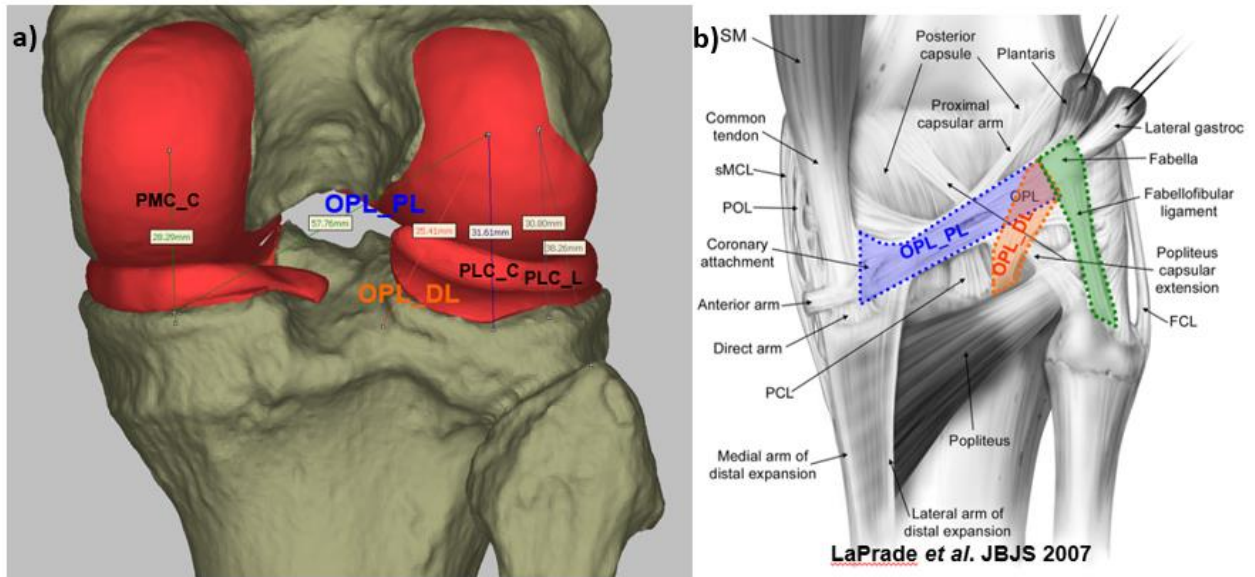 a)
PMC_C
28.29mm
OPL_PL
57.76mm
25.41mm
31.61mm
30.80mm
38.26mm
PLC_C
PLC_L
OPL_DL
b)
SM
Posterior
capsule
Plantaris
Proximal
capsular arm
Lateral gastroc
Common
tendon
Fabella
sMCL
POL
Fabellofibular
ligament
OPL
OPL_PL
OPL_DL
Coronary
attachment
Popliteus
capsular
extension
Anterior arm
FCL
Direct arm
PCL
Popliteus
Medial arm of
distal expansion
Lateral arm of
distal expansion
LaPrade et al. JBJS 2007